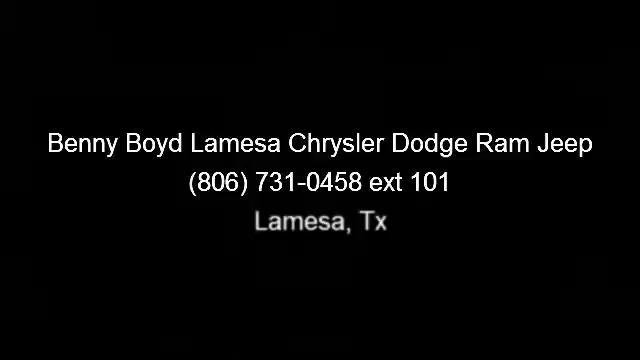 Benny Boyd Lamesa Chrysler Dodge Ram Jeep
(806) 731-0458 ext 101
Lamesa, Tx